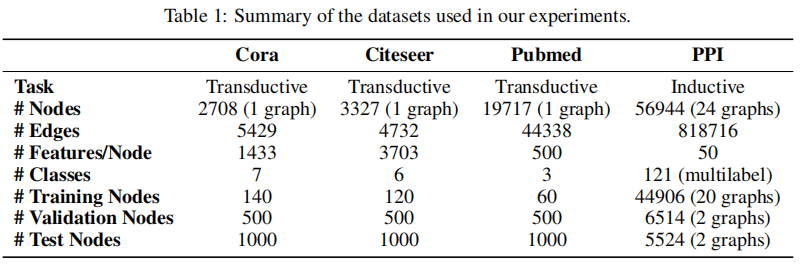 Table 1: Summary of the datasets used in our experiments.
Cora Citeseer Pubmed PPI
Task Transductive Transductive Transductive Inductive
# Nodes 2708 (1 graph) 3327 (1 graph) 19717 (1 graph) 56944 (24 graphs)
# Edges 5429 4732 44338 818716
# Features/Node 1433 3703 500 50
# Classes 7 6 3 121 (multilabel)
# Training Nodes 140 120 60 44906 (20 graphs)
# Validation Nodes 500 500 500 6514 (2 graphs)
# Test Nodes 1000 1000 1000 5524 (2 graphs)